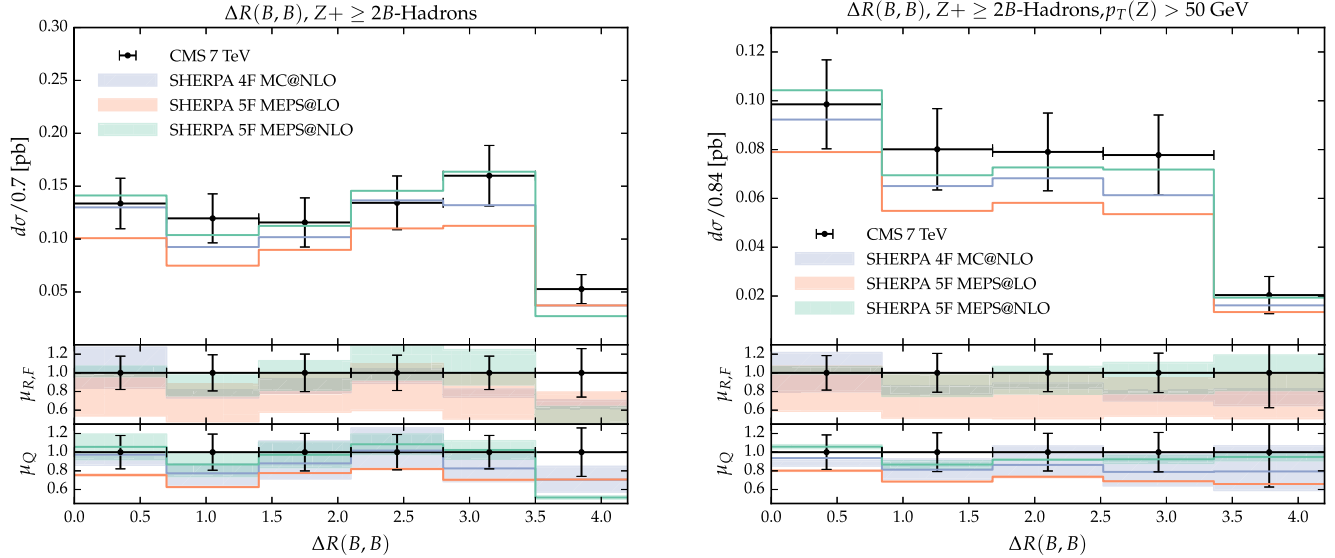 ΔR(B, B), Z+ ≥ 2B-Hadrons
0.30
0.25
0.20
0.15
0.10
0.05
dσ/0.7 [pb]
CMS 7 TeV
SHERPA 4F MC@NLO
SHERPA 5F MEPS@LO
SHERPA 5F MEPS@NLO
1.2
1.0
0.8
0.6
μR,F
1.2
1.0
0.8
0.6
μQ
0.0 0.5 1.0 1.5 2.0 2.5 3.0 3.5 4.0
ΔR(B, B)
ΔR(B, B), Z+ ≥ 2B-Hadrons,pT(Z) > 50 GeV
0.12
0.10
0.08
0.06
0.04
0.02
dσ/0.84 [pb]
CMS 7 TeV
SHERPA 4F MC@NLO
SHERPA 5F MEPS@LO
SHERPA 5F MEPS@NLO
1.2
1.0
0.8
0.6
μR,F
1.2
1.0
0.8
0.6
μQ
0.0 0.5 1.0 1.5 2.0 2.5 3.0 3.5 4.0
ΔR(B, B)